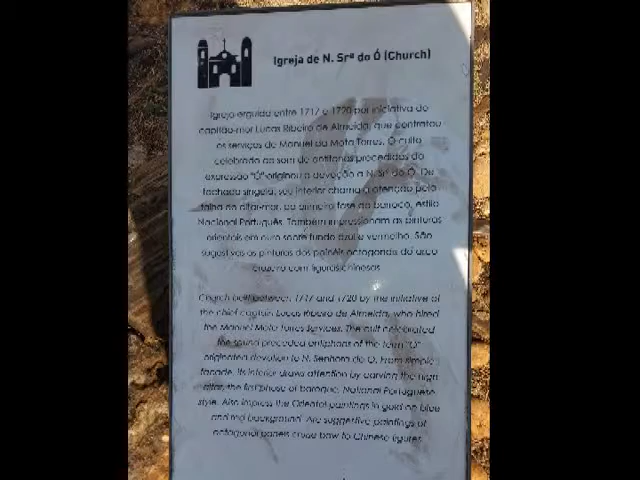 Igreja de N. Srª do Ó (Church)
Igreja erguida entre 1717 e 1720 por iniciativa do
capitão-mor Lucas Ribeiro de Almeida, que contratou
os serviços de Manuel da Mota Torres. O culto
celebrado ao som de antífonas precedidas da
expressão "Ó" originou a devoção a N. Srª do Ó. De
fachada singela, seu interior chama a atenção pela
talha do altar-mor, da primeira fase do barroco, estilo
Nacional Português. Também impressionam as pinturas
orientais em ouro sobre fundo azul e vermelho. São
sugestivas as pinturas dos painéis octagonais do arco
cruzeiro com figuras chinesas
Church built between 1717 and 1720 by the initiative of
the chief captain Lucas Ribeiro de Almeida, who hired
the Manuel Mota Torres services. The cult celebrated
the sound preceded antiphons of the term "Ó"
originated devotion to N. Senhora do Ó. From simple
facade, its interior draws attention by carving the high
altar, the first phase of baroque, National Portuguese
style. Also impress the Oriental paintings in gold on blue
and red background. Are suggestive paintings of
octagonal panels cruise bow to Chinese figures